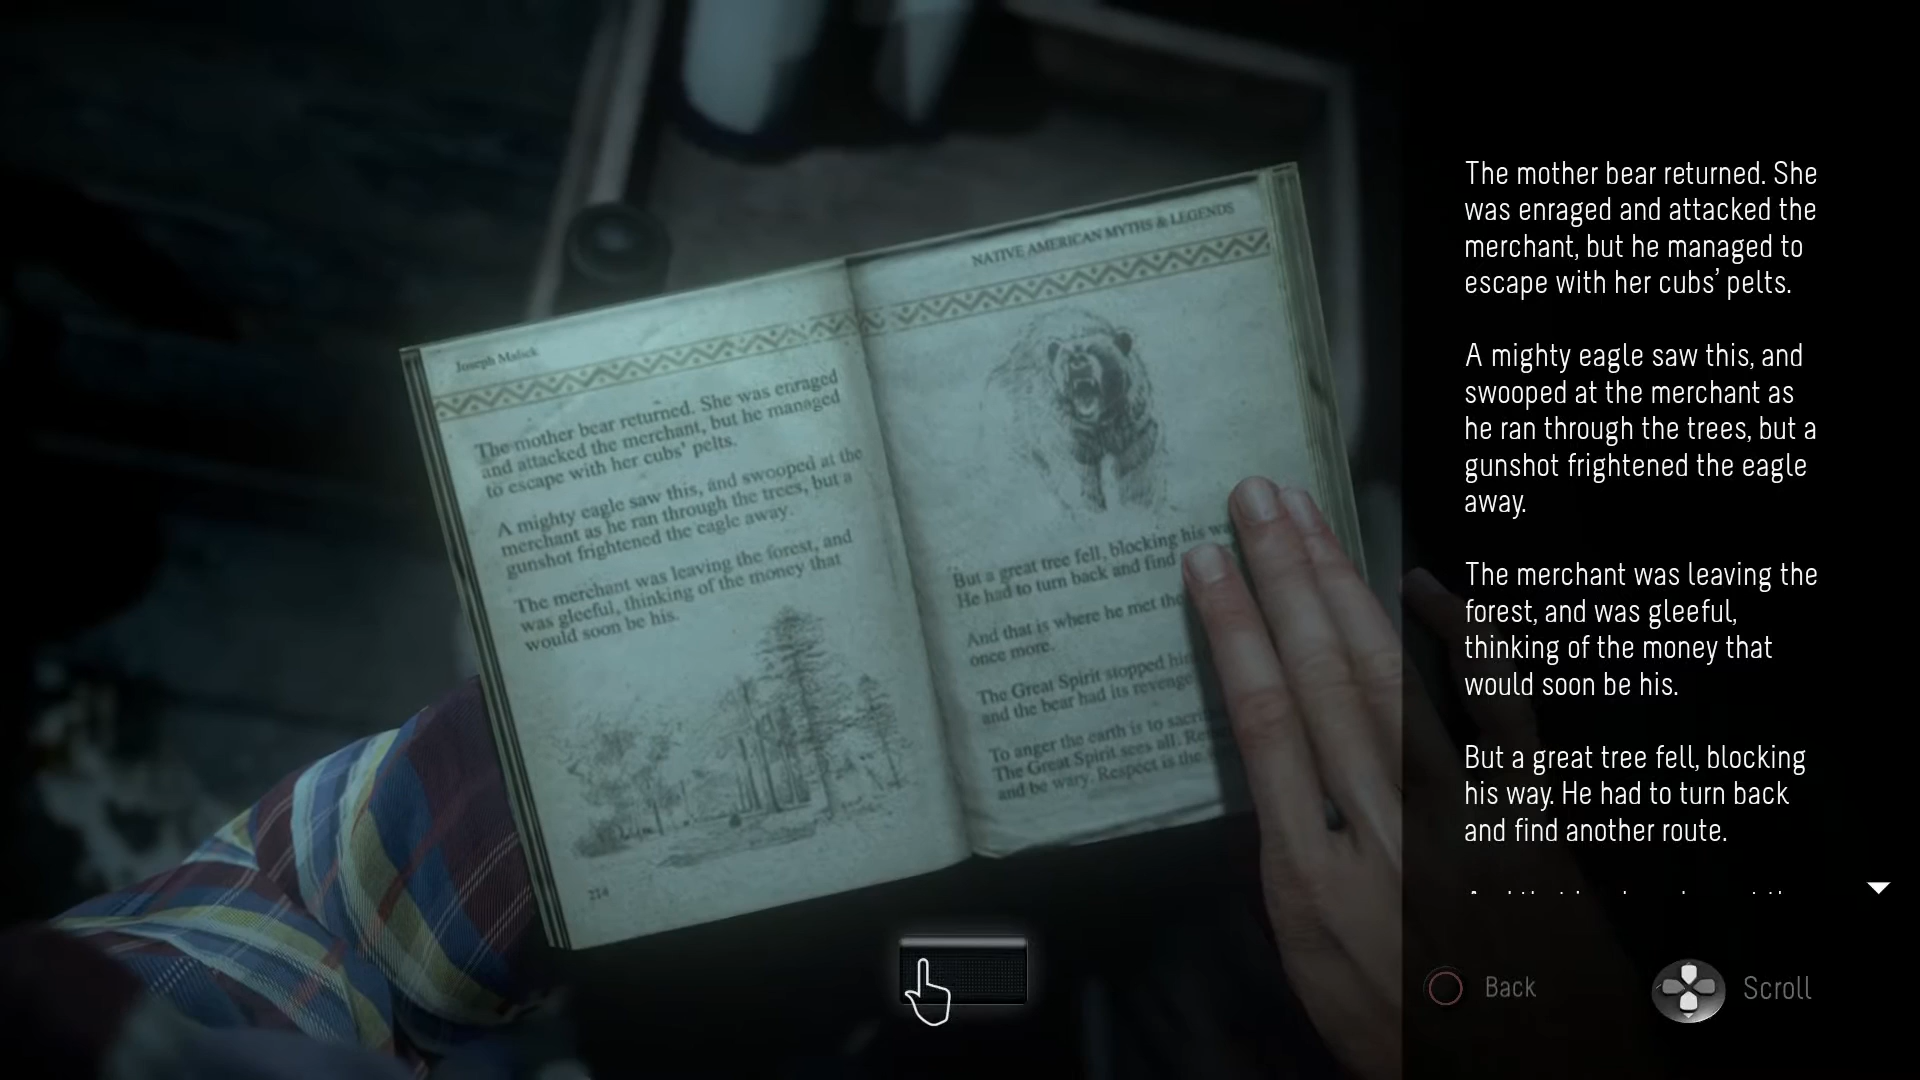 Joseph Malick
The mother bear returned. She was enraged
and attacked the merchant, but he managed
to escape with her cubs' pelts.
A mighty eagle saw this, and swooped at the
merchant as he ran through the trees, but a
gunshot frightened the eagle away.
The merchant was leaving the forest, and
was gleeful, thinking of the money that
would soon be his.
214
NATIVE AMERICAN MYTHS & LEGENDS
But a great tree fell, blocking his
He had to turn back and find
And that is where he met the
once more.
The Great Spirit stopped
and the bear had its revenge
To anger the earth is to
The Great Spirit sees all.
and be wary. Respect is the
The mother bear returned. She
was enraged and attacked the
merchant, but he managed to
escape with her cubs’ pelts.
A mighty eagle saw this, and
swooped at the merchant as
he ran through the trees, but a
gunshot frightened the eagle
away.
The merchant was leaving the
forest, and was gleeful,
thinking of the money that
would soon be his.
But a great tree fell, blocking
his way. He had to turn back
and find another route.
Back
Scroll